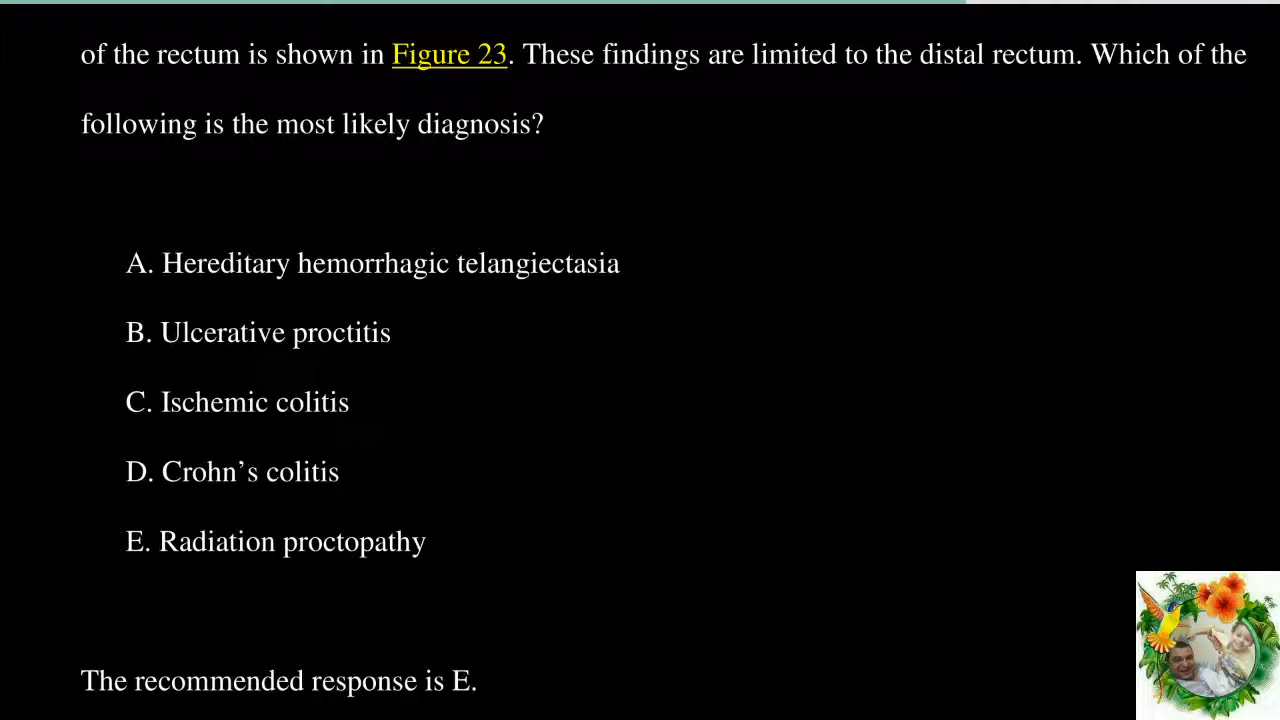 of the rectum is shown in Figure 23. These findings are limited to the distal rectum. Which of the
following is the most likely diagnosis?
A. Hereditary hemorrhagic telangiectasia
B. Ulcerative proctitis
C. Ischemic colitis
D. Crohn’s colitis
E. Radiation proctopathy
The recommended response is E.